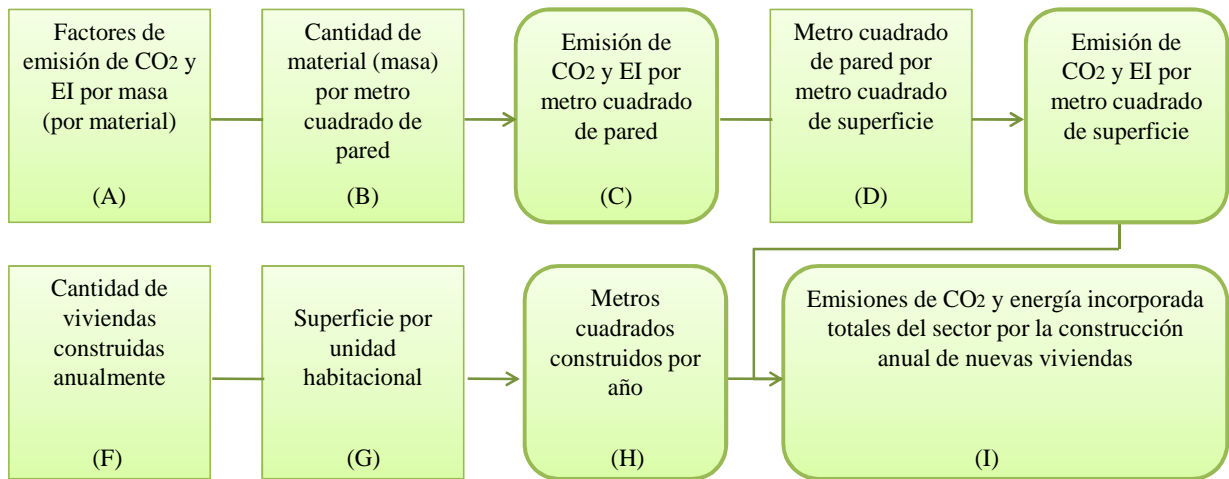 Factores de
emisión de CO2 y
EI por masa
(por material)
(A)
Cantidad de
material (masa)
por metro
cuadrado de
pared
(B)
Emisión de
CO2 y EI por
metro cuadrado
de pared
(C)
Metro cuadrado
de pared por
metro cuadrado
de superficie
(D)
Emisión de
CO2 y EI por
metro cuadrado
de superficie
Cantidad de
viviendas
construidas
anualmente
(F)
Superficie por
unidad
habitacional
(G)
Metros
cuadrados
construidos por
año
(H)
Emisiones de CO2 y energía incorporada
totales del sector por la construcción
anual de nuevas viviendas
(I)